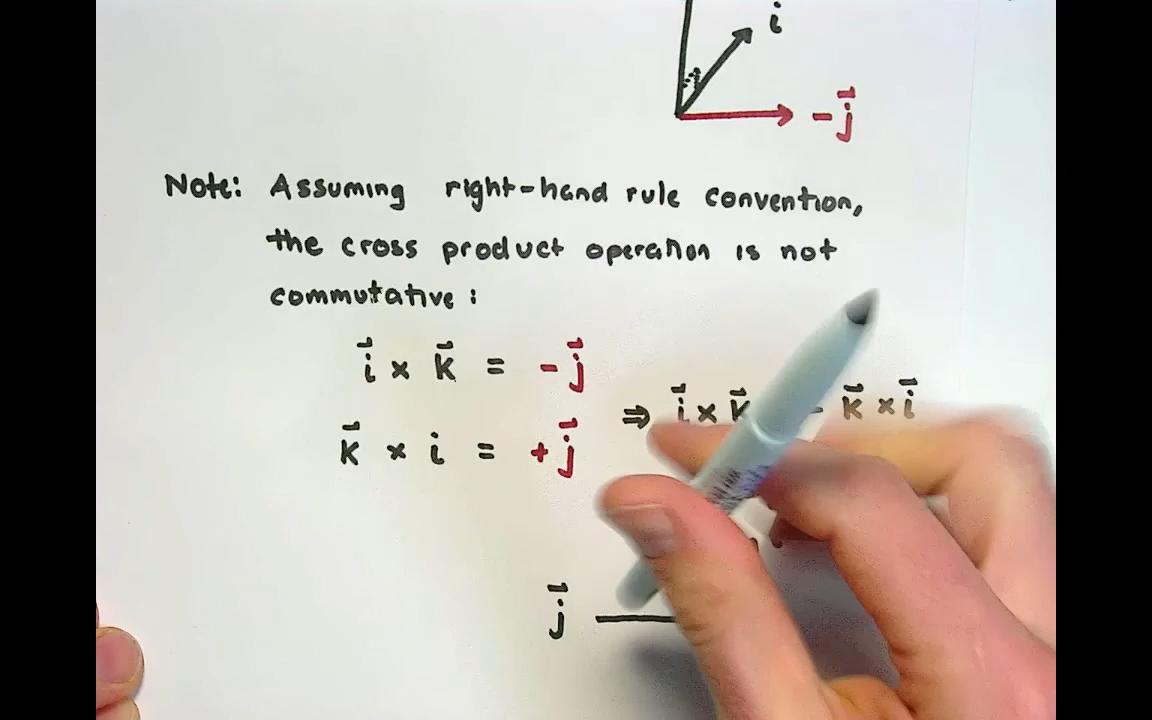 i
-j⃗
Note: Assuming right-hand rule convention,
the cross product operation is not
commutative:
i⃗ × k⃗ = -j⃗
⇒ i⃗ × k⃗ - k⃗ × i⃗
k⃗ × i = +j⃗
j⃗